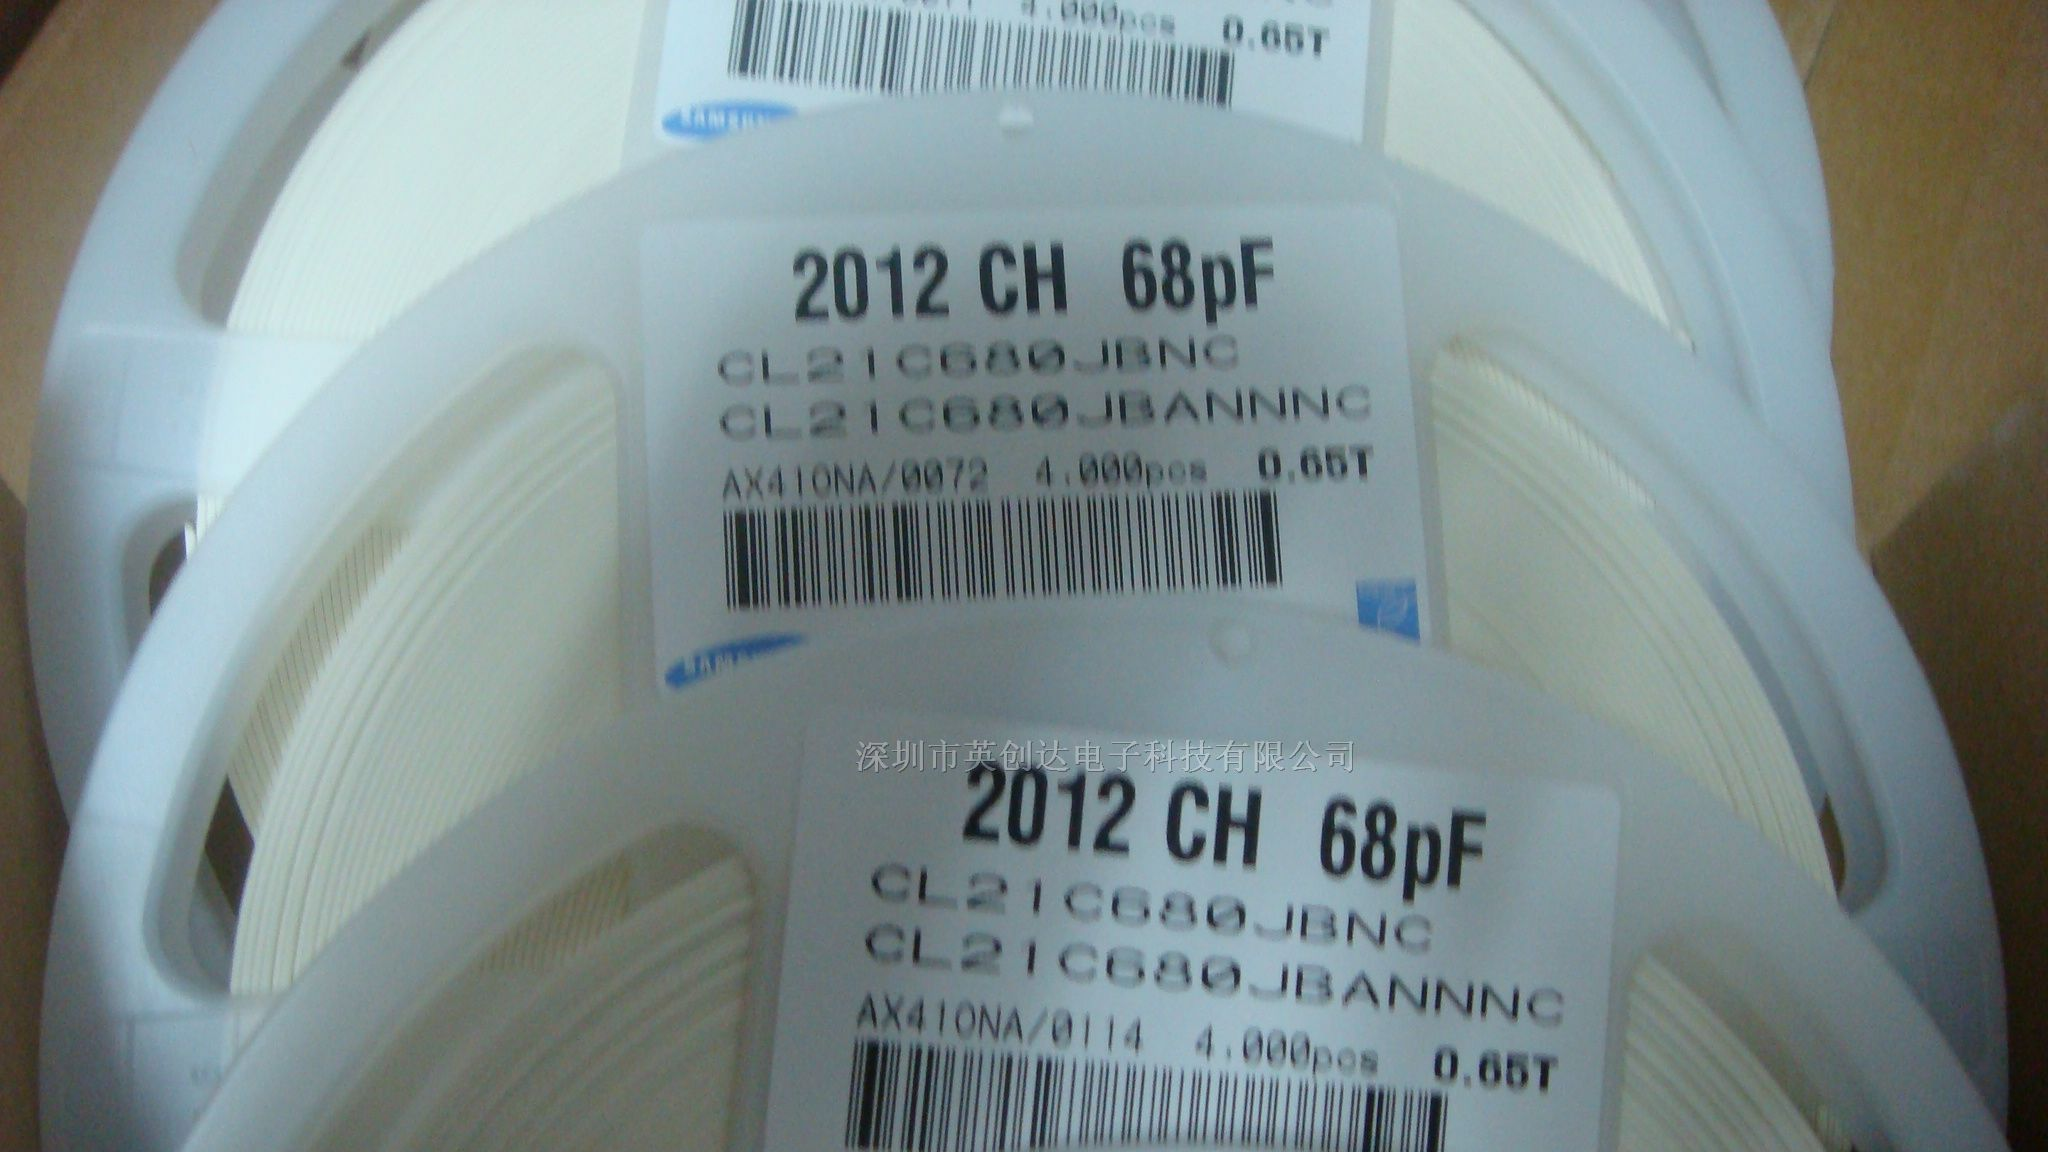 4.000pcs 0.65T
2012 CH 68pF
CL21C680JBNC
CL21C680JBANNNC
AX410NA/0072 4.000pcs 0.65T
深圳市英创达电子科技有限公司
2012 CH 68pF
CL21C680JBNC
CL21C680JBANNNC
AX410NA/0114 4.000pcs 0.65T